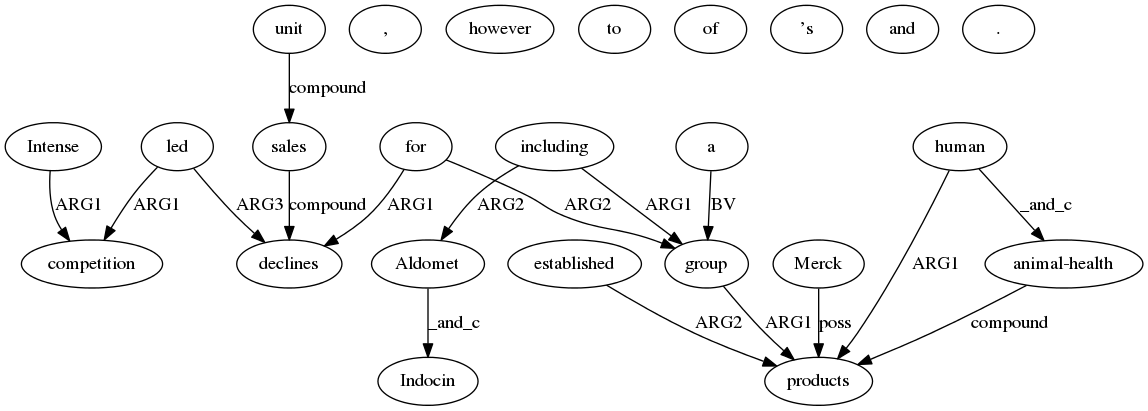 unit , however to of 's and .
compound
Intense led sales for including a human
ARG1 ARG1 ARG3 compound ARG1 ARG2 ARG2 ARG1 BV ARG1 _and_c
competition declines Aldomet established group Merck animal-health
_and_c ARG2 ARG1 poss compound
Indocin products